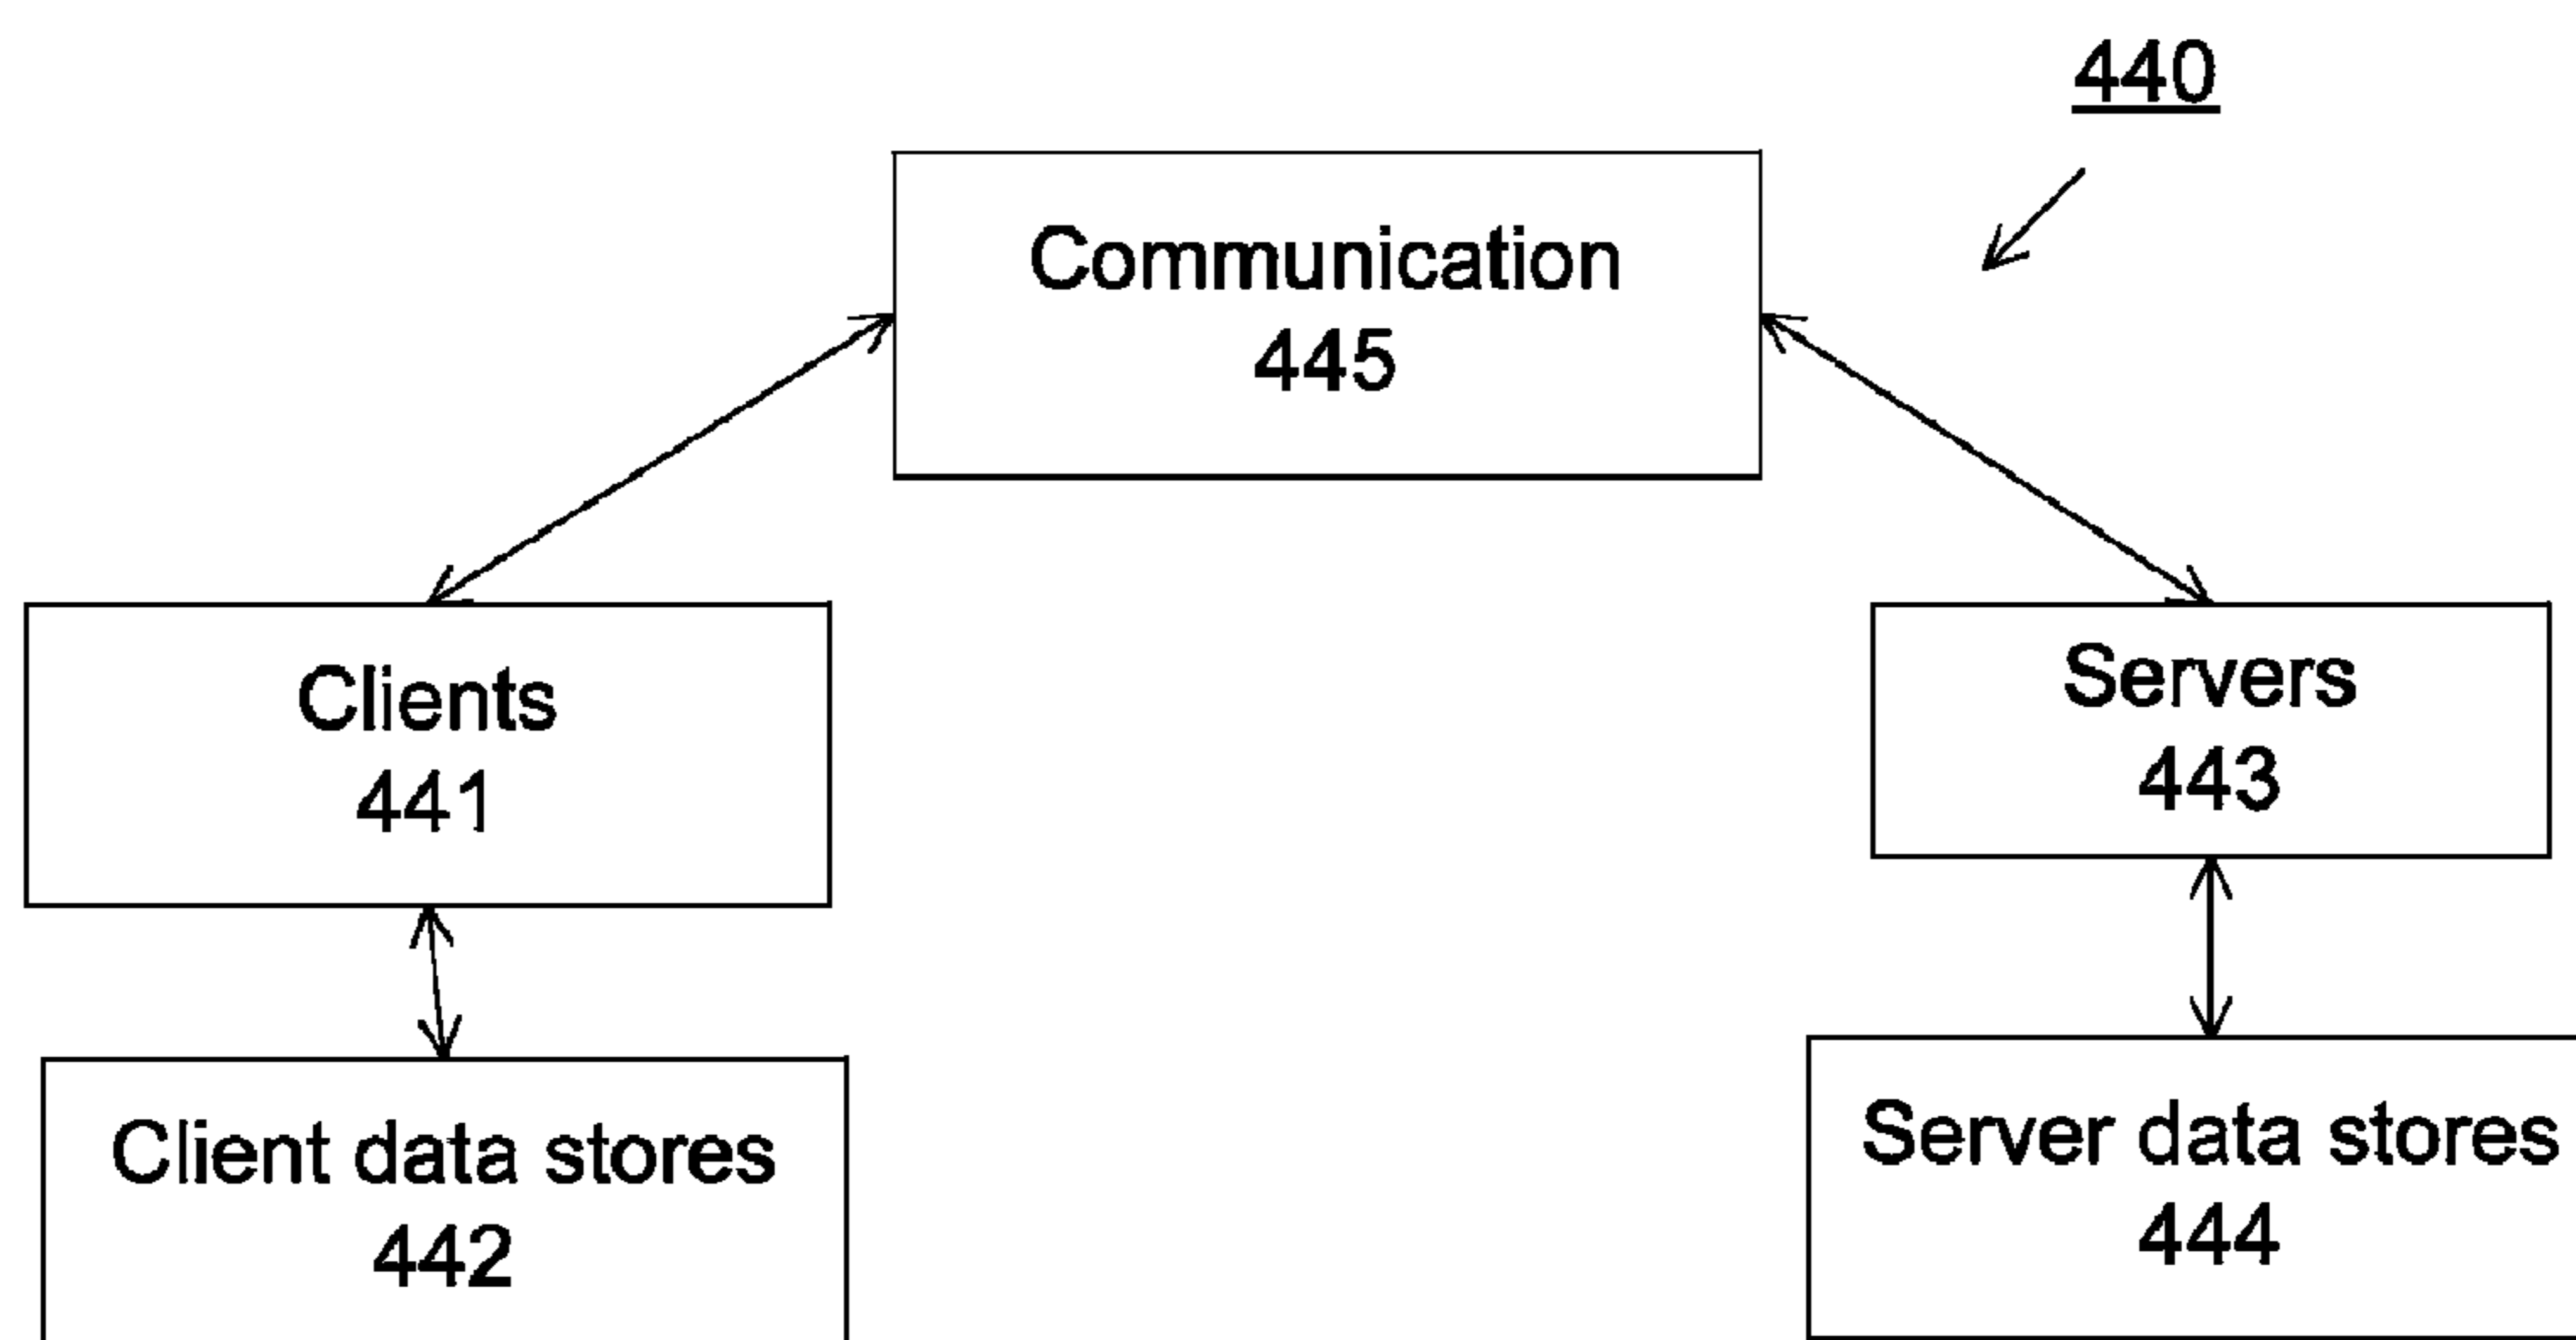 440
Communication
445
Clients
441
Servers
443
Client data stores
442
Server data stores
444